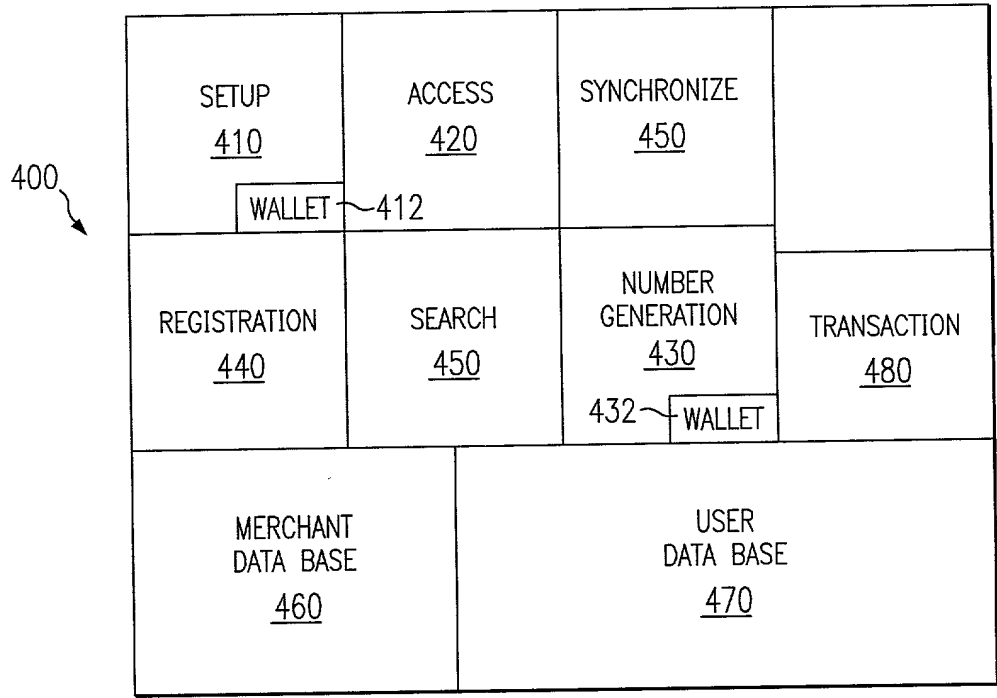 SETUP
410
ACCESS
420
SYNCHRONIZE
450
400
WALLET
412
REGISTRATION
440
SEARCH
450
NUMBER
GENERATION
430
432
WALLET
TRANSACTION
480
MERCHANT
DATA BASE
460
USER
DATA BASE
470